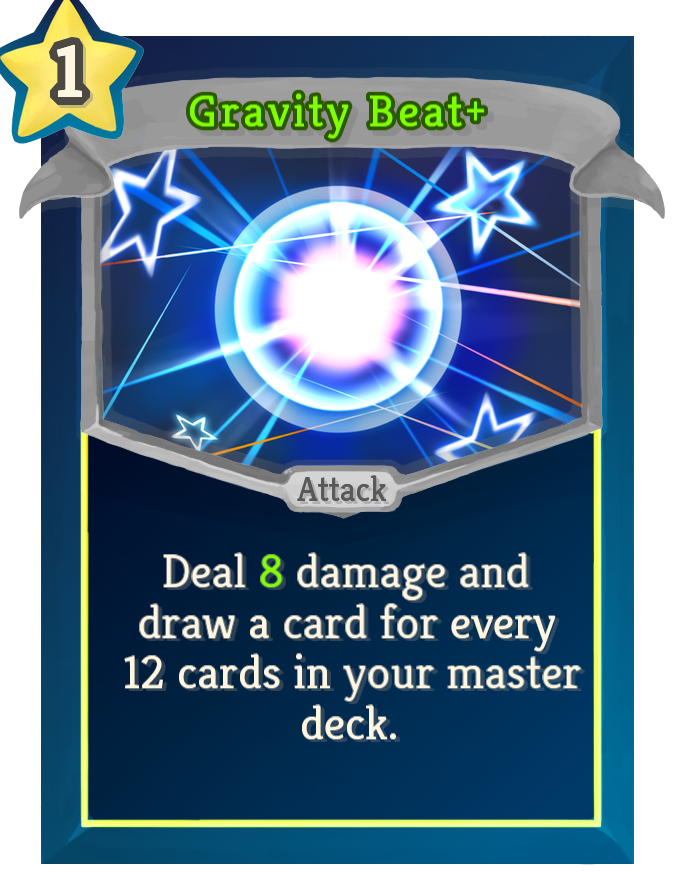 1
Gravity Beat+
Attack
Deal 8 damage and
draw a card for every
12 cards in your master
deck.